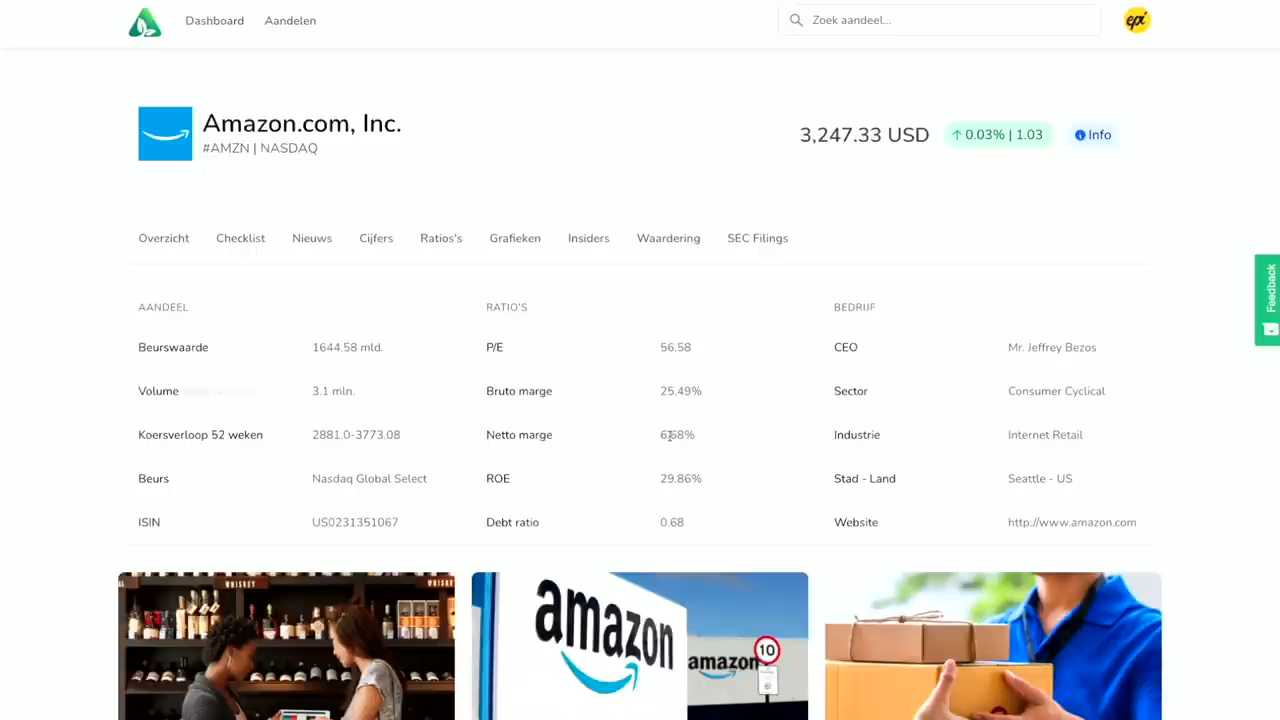 Dashboard Aandelen Zoek aandeel... epi
Amazon.com, Inc.
#AMZN | NASDAQ
3,247.33 USD ↑ 0.03% | 1.03 Info
Overzicht Checklist Nieuws Cijfers Ratios's Grafieken Insiders Waardering SEC Filings
Feedback
AANDEEL RATIO'S BEDRIJF
Beurswaarde 1644.58 mld. P/E 56.58 CEO Mr. Jeffrey Bezos
Volume 3.1 mln. Bruto marge 25.49% Sector Consumer Cyclical
Koersverloop 52 weken 2881.0-3773.08 Netto marge Industrie Internet Retail
Beurs Nasdaq Global Select ROE 29.86% Stad - Land Seattle - US
ISIN US0231351067 Debt ratio 0.68 Website http://www.amazon.com
WHISKEY
amazon
amazon
10